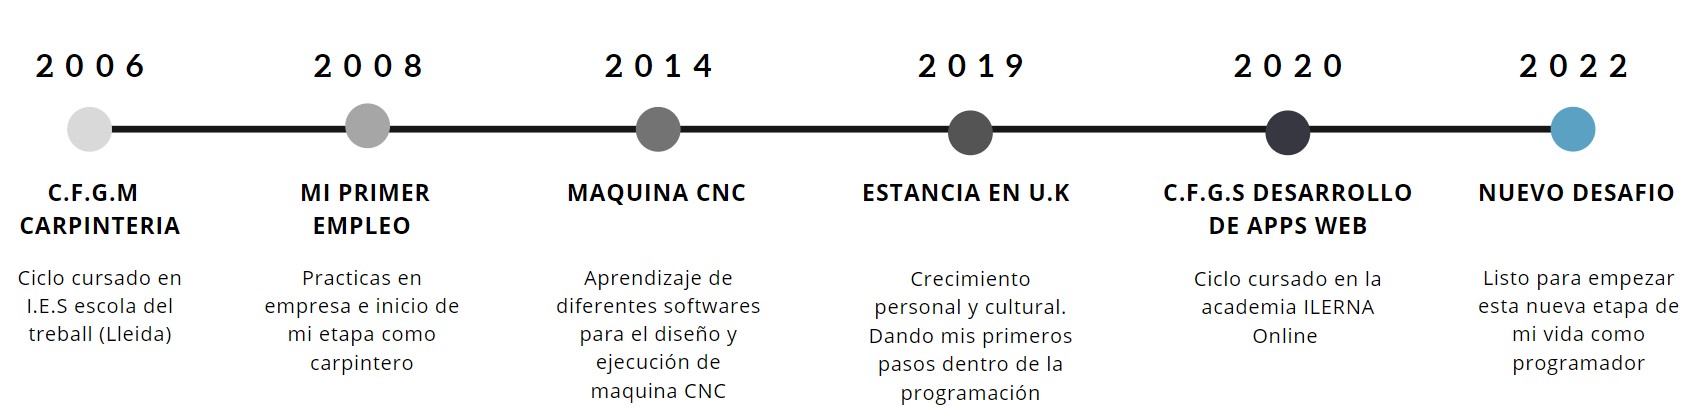 2006
C.F.G.M
CARPINTERIA
Ciclo cursado en
I.E.S escola del
treball (Lleida)
2008
MI PRIMER
EMPLEO
Practicas en
empresa e inicio de
mi etapa como
carpintero
2014
MAQUINA CNC
Aprendizaje de
diferentes softwares
para el diseño y
ejecución de
maquina CNC
2019
ESTANCIA EN U.K
Crecimiento
personal y cultural.
Dando mis primeros
pasos dentro de la
programación
2020
C.F.G.S DESARROLLO
DE APPS WEB
Ciclo cursado en la
academia ILERNA
Online
2022
NUEVO DESAFIO
Listo para empezar
esta nueva etapa de
mi vida como
programador